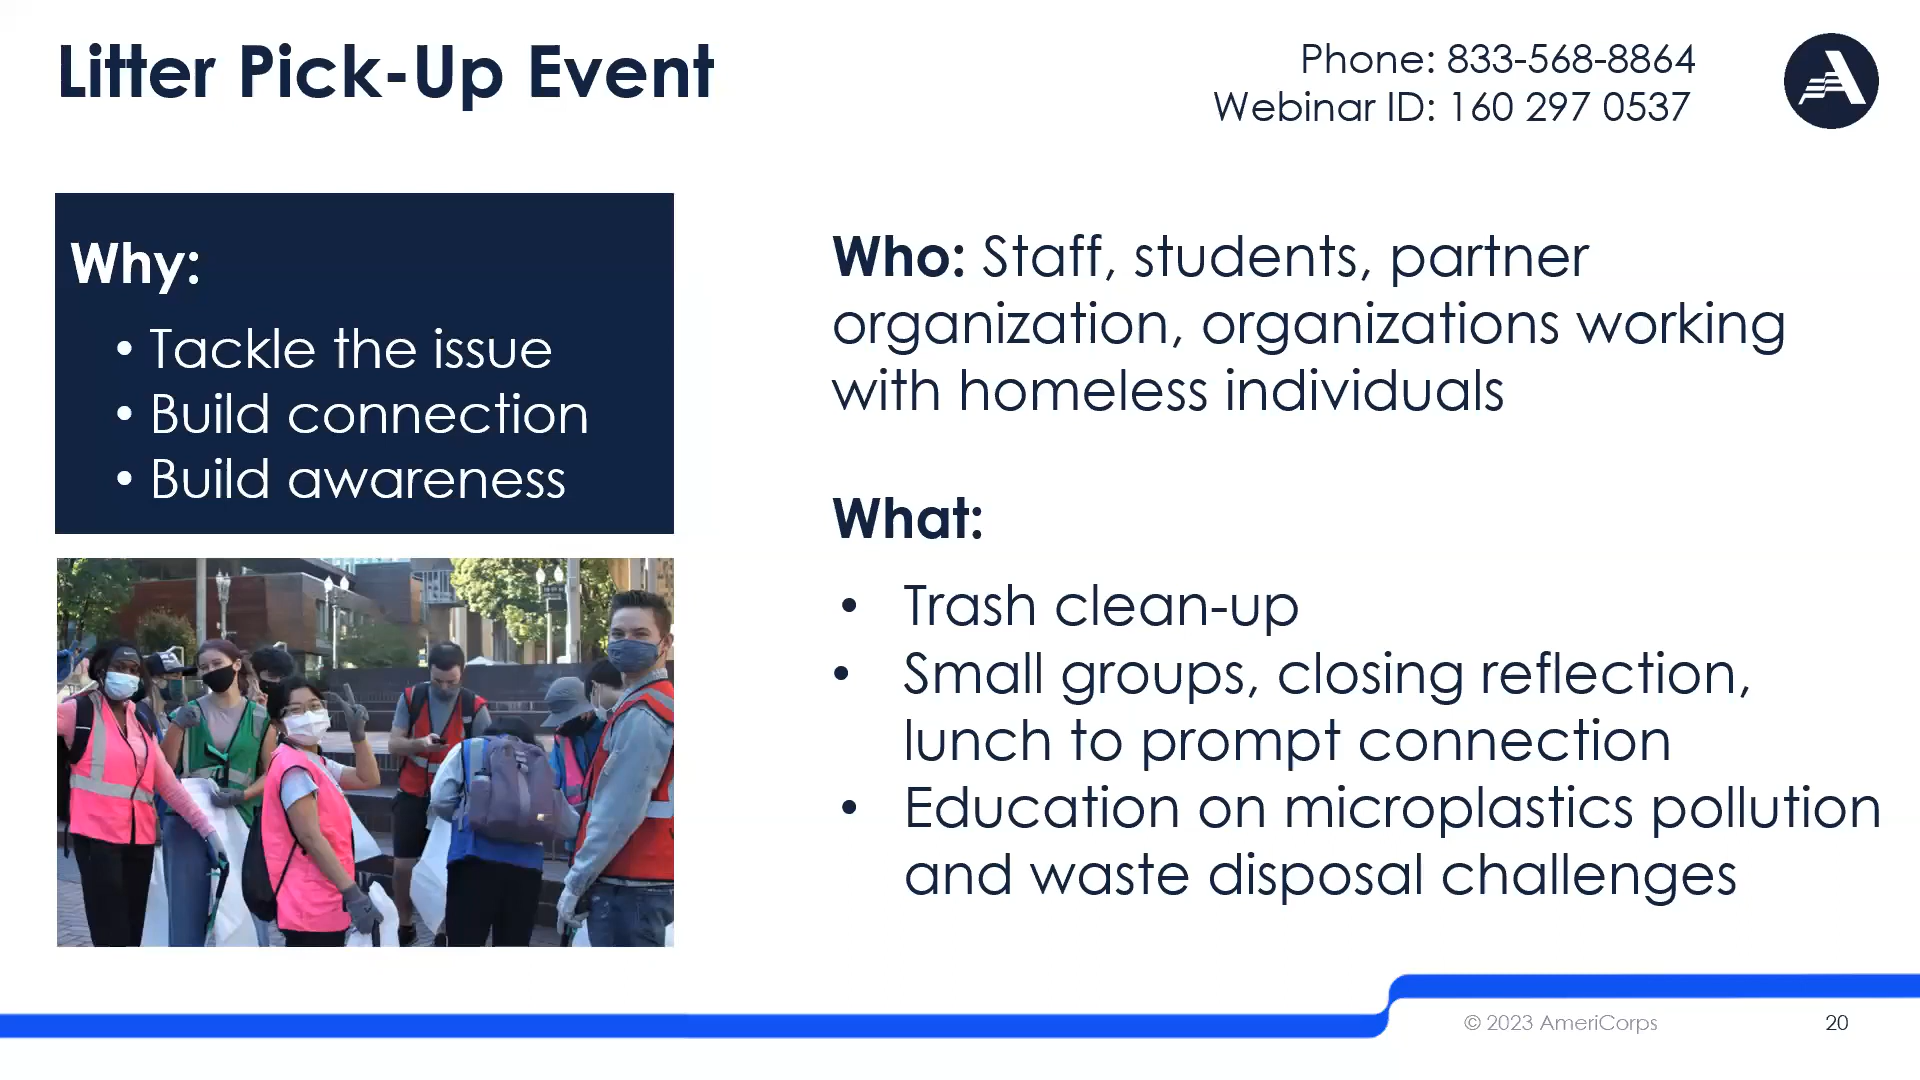 Litter Pick-Up Event
Phone: 833-568-8864
Webinar ID: 160 297 0537
Why:
• Tackle the issue
• Build connection
• Build awareness
Who: Staff, students, partner
organization, organizations working
with homeless individuals
What:
• Trash clean-up
• Small groups, closing reflection,
lunch to prompt connection
• Education on microplastics pollution
and waste disposal challenges
© 2023 AmeriCorps
20